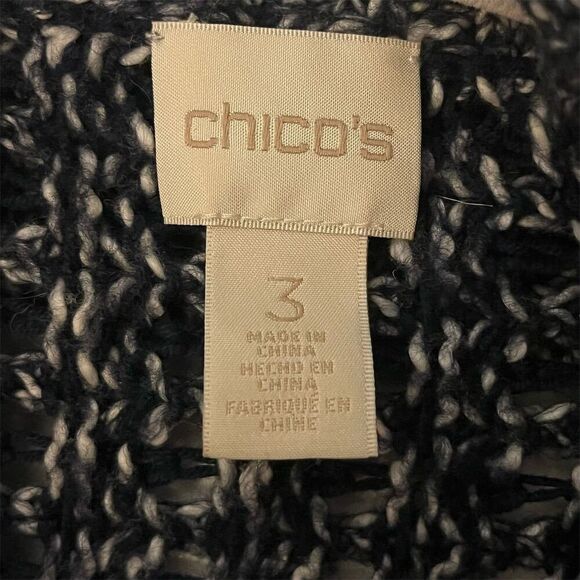 chico's
3
MADE IN
CHINA
HECHO EN
CHINA
FABRIQUÉ EN
CHINE